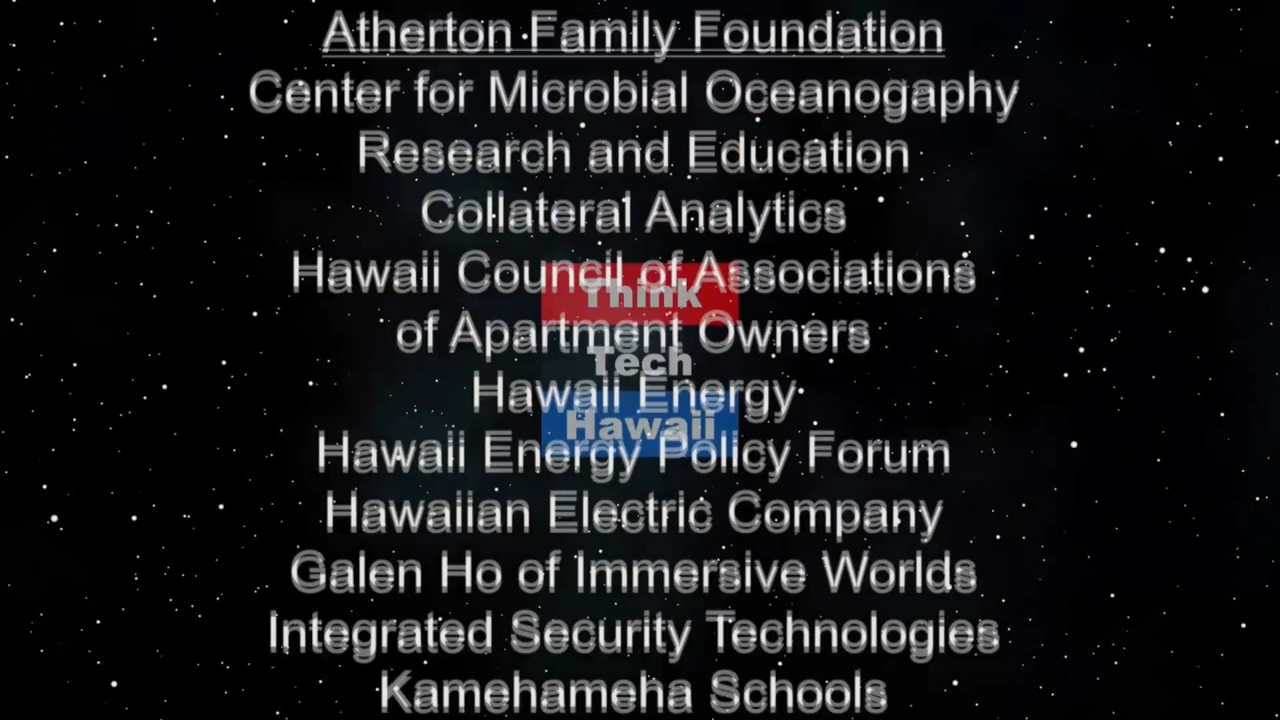 Atherton Family Foundation
Center for Microbial Oceanogaphy
Research and Education
Collateral Analytics
Hawaii Council of Associations
of Apartment Owners
Hawaii Energy
Hawaii Energy Policy Forum
Hawaiian Electric Company
Galen Ho of Immersive Worlds
Integrated Security Technologies
Kamehameha Schools
Think
Tech
Hawaii